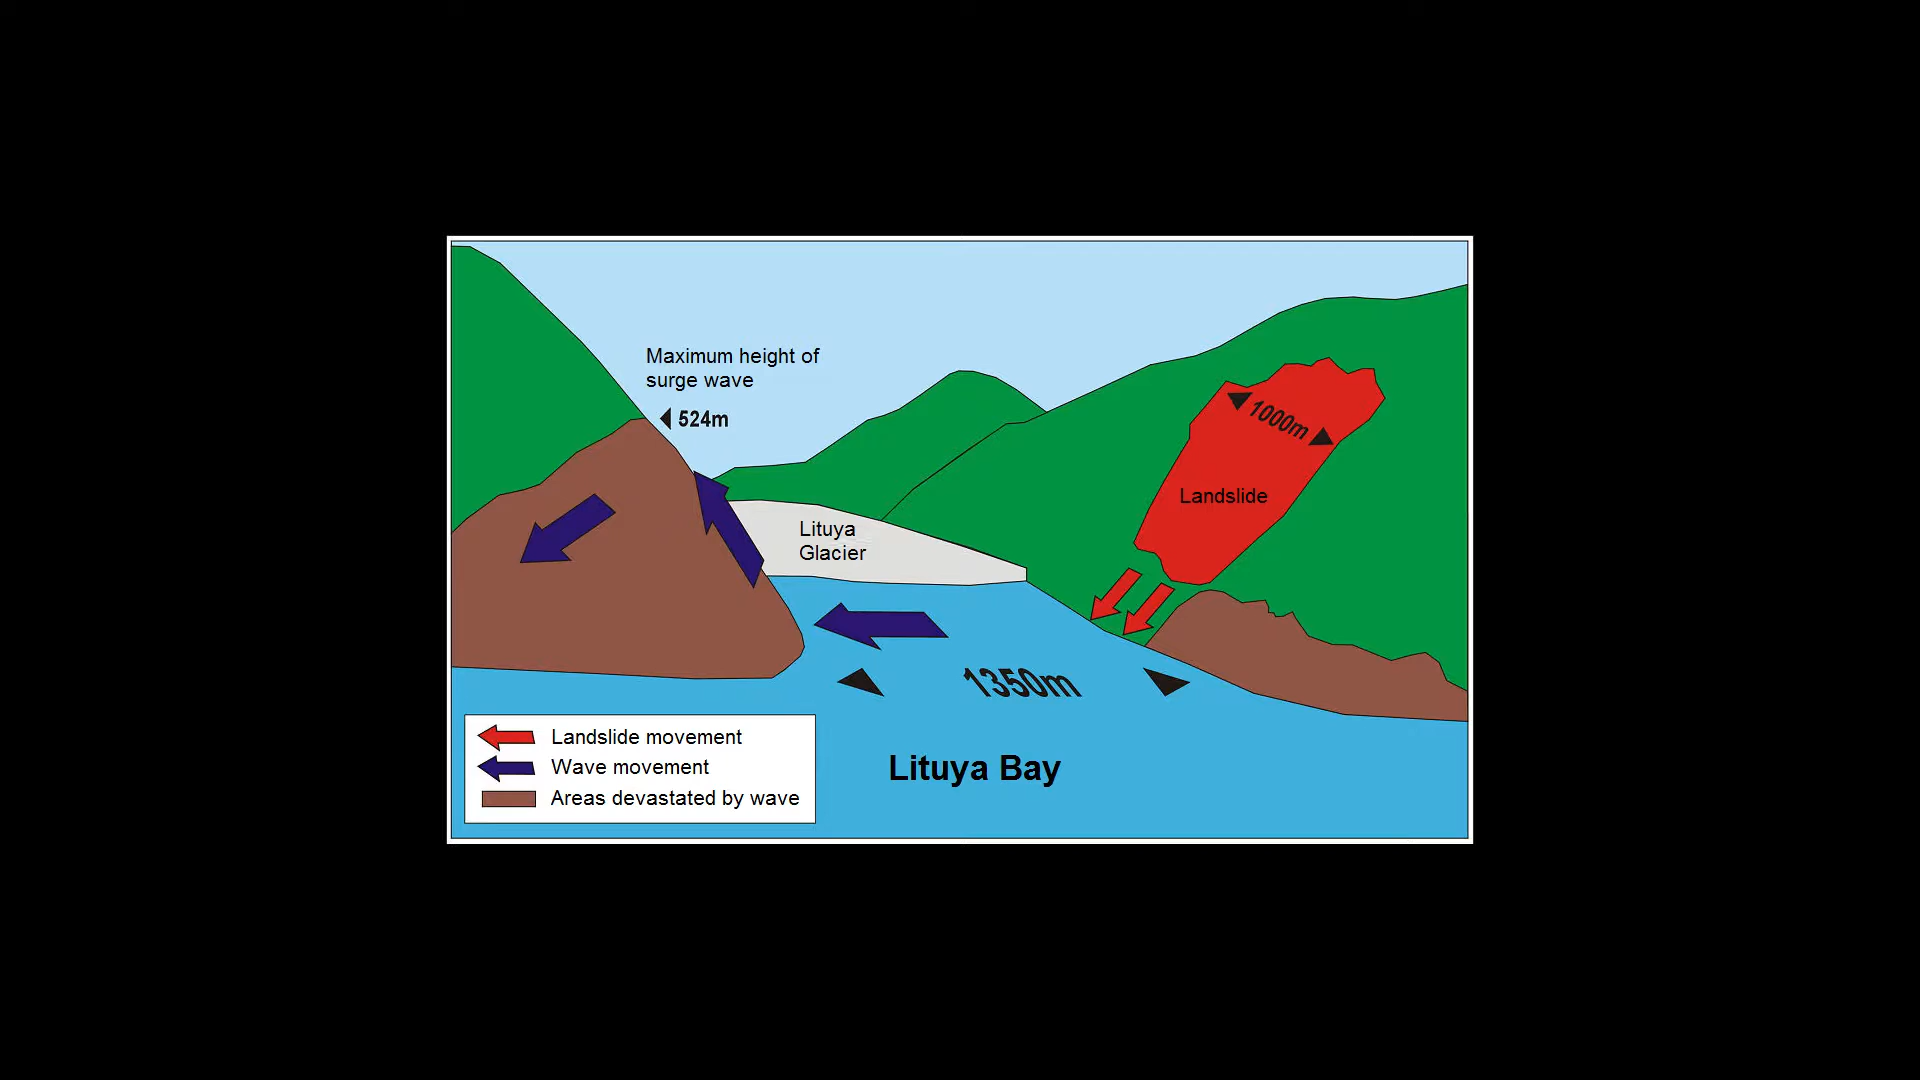 Maximum height of
surge wave
524m
1000m
Landslide
Lituya
Glacier
1350m
Lituya Bay
Landslide movement
Wave movement
Areas devastated by wave